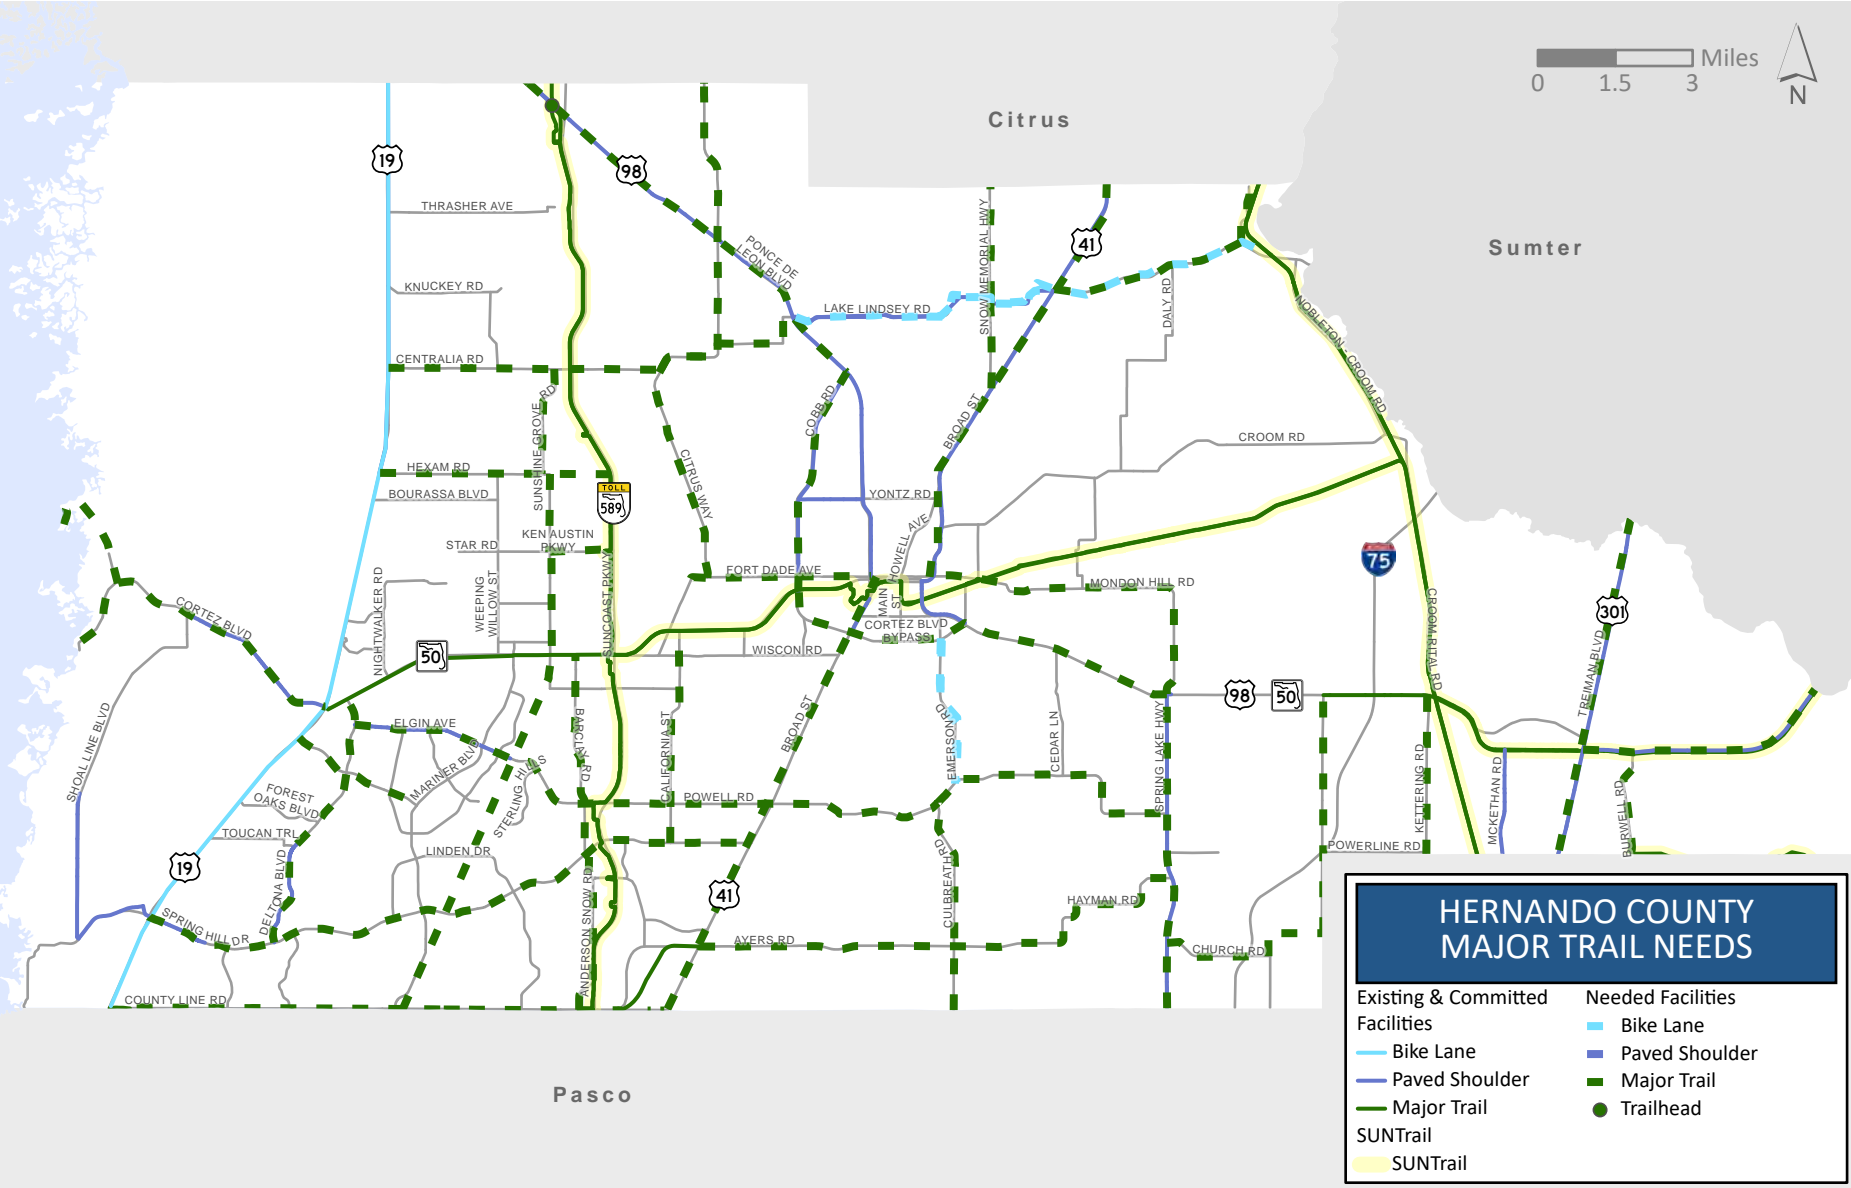 Citrus
Miles
0 1.5 3
N
Sumter
19
98
41
THRASHER AVE
PONCE DE
LEON BLVD
SNOW MEMORIAL HWY
KNUCKEY RD
LAKE LINDSEY RD
DALY RD
NOBLETON - CROOM RD
CENTRALIA RD
SUNSHINE GROVE RD
COBB RD
BROAD ST
CROOM RD
CITRUS WAY
HEXAM RD
BOURASSA BLVD
TOLL
589
YONTZ RD
HOWELL AVE
KEN AUSTIN
PKWY
STAR RD
75
FORT DADE AVE
MONDON HILL RD
NIGHTWALKER RD
WEEPING
WILLOW ST
SUNCOAST PKWY
MAIN
ST
CROOM RITAL RD
301
CORTEZ BLVD
CORTEZ BLVD
BYPASS
50
WISCON RD
TREIMAN BLVD
98
50
SHOAL LINE BLVD
ELGIN AVE
BARCLAY RD
CALIFORNIA ST
BROAD ST
EMERSON RD
CEDAR LN
SPRING LAKE HWY
KETTERING RD
MCKETHAN RD
BURWELL RD
MARINER BLVD
STERLING HILLS
FOREST
OAKS BLVD
POWELL RD
TOUCAN TRL
LINDEN DR
POWERLINE RD
19
DELTONA BLVD
ANDERSON SNOW RD
41
CULBREATH RD
HAYMAN RD
SPRING HILL DR
AYERS RD
CHURCH RD
COUNTY LINE RD
Pasco
HERNANDO COUNTY
MAJOR TRAIL NEEDS
Existing & Committed
Facilities
Bike Lane
Paved Shoulder
Major Trail
SUNTrail
SUNTrail
Needed Facilities
Bike Lane
Paved Shoulder
Major Trail
Trailhead